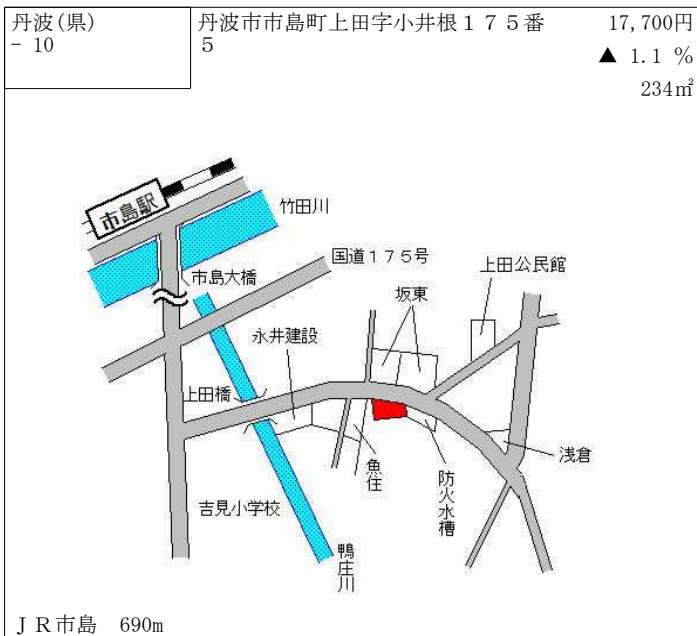 丹波(県)
- 10
丹波市市島町上田字小井根175番
5
17,700円
▲ 1.1 %
234㎡
市島駅
竹田川
市島大橋
国道175号
上田公民館
坂東
永井建設
上田橋
魚住
防火水槽
浅倉
吉見小学校
鴨庄川
JR市島 690m